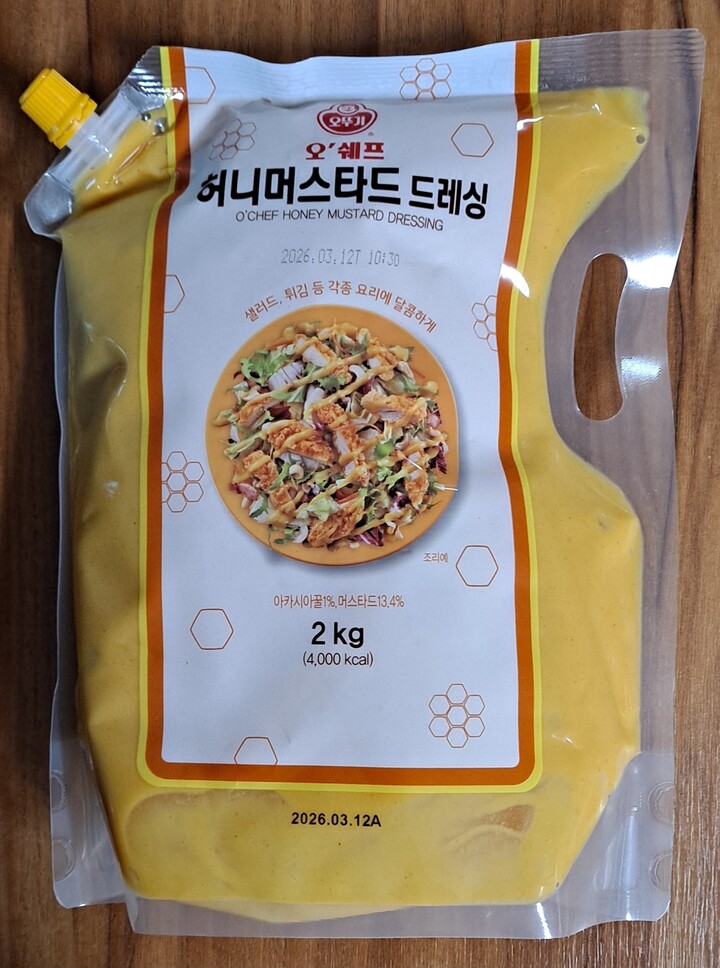 오뚜기
오'쉐프
허니머스타드 드레싱
O'CHEF HONEY MUSTARD DRESSING
2026.03.12T 10:30
샐러드, 튀김 등 각종 요리에 달콤하게
조리예
아카시아꿀1%, 머스타드13.4%
2 kg
(4,000 kcal)
2026.03.12A